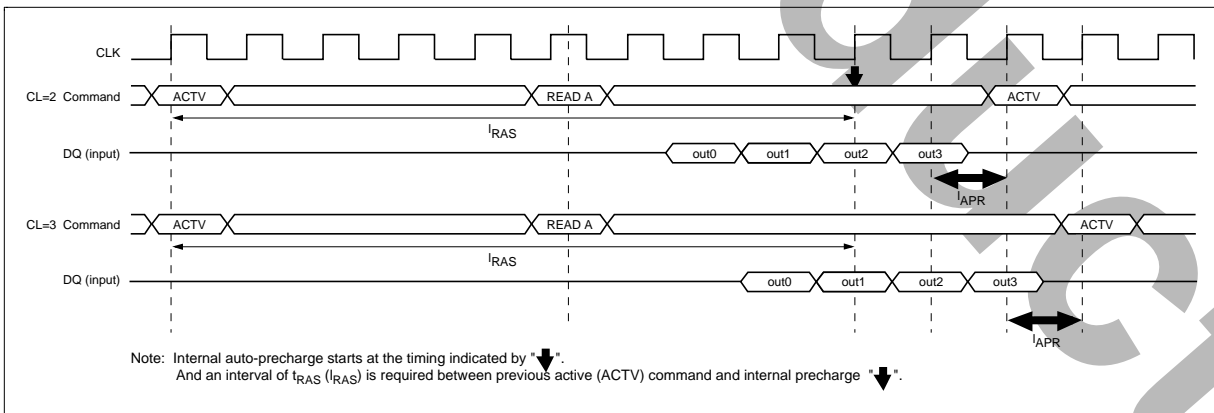 CLK
CL=2 Command ACTV READ A ACTV
lRAS
DQ (input) out0 out1 out2 out3
lAPR
CL=3 Command ACTV READ A ACTV
lRAS
DQ (input) out0 out1 out2 out3
lAPR
Note: Internal auto-precharge starts at the timing indicated by " ".
And an interval of tRAS (lRAS) is required between previous active (ACTV) command and internal precharge " ".